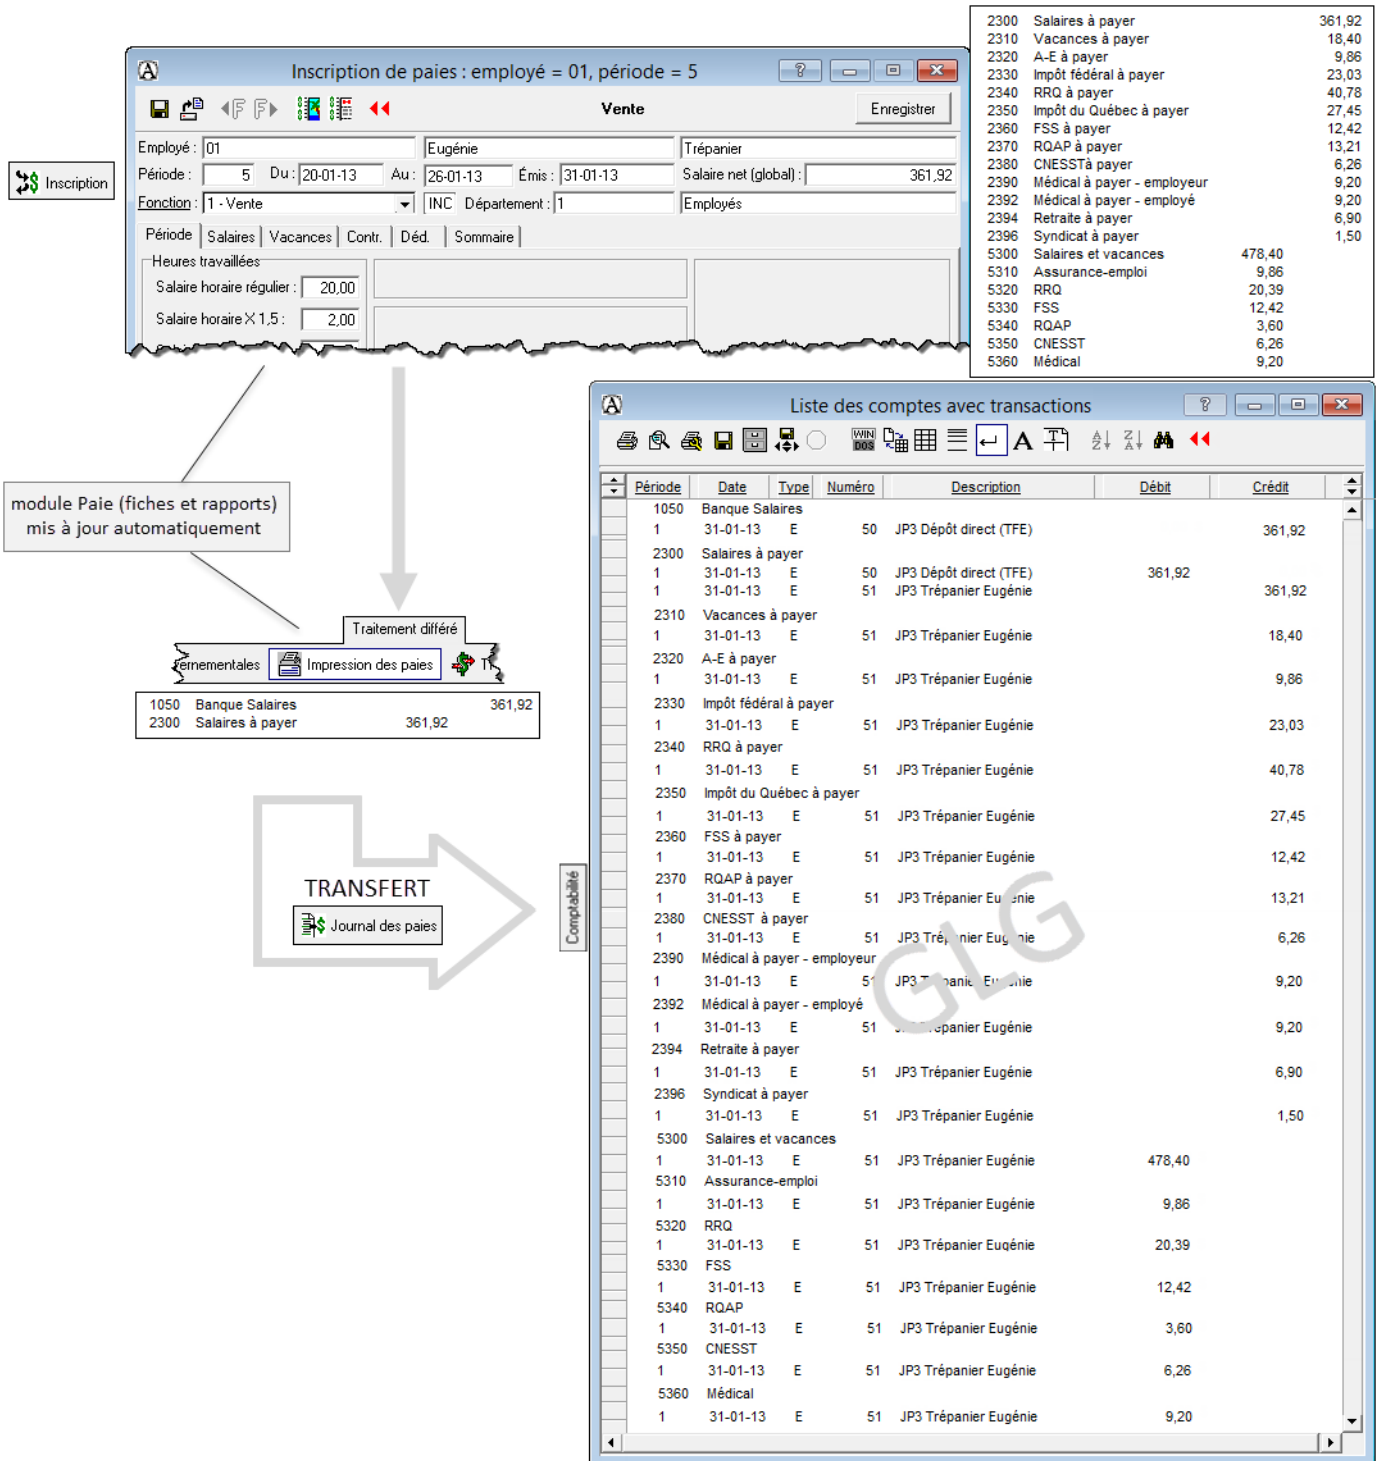 2300 Salaires à payer 361,92
2310 Vacances à payer 18,40
2320 A-E à payer 9,86
2330 Impôt fédéral à payer 23,03
2340 RRQ à payer 40,78
2350 Impôt du Québec à payer 27,45
2360 FSS à payer 12,42
2370 RQAP à payer 13,21
2380 CNESSTà payer 6,26
2390 Médical à payer - employeur 9,20
2392 Médical à payer - employé 9,20
2394 Retraite à payer 6,90
2396 Syndicat à payer 1,50
5300 Salaires et vacances 478,40
5310 Assurance-emploi 9,86
5320 RRQ 20,39
5330 FSS 12,42
5340 RQAP 3,60
5350 CNESST 6,26
5360 Médical 9,20
Inscription de paies : employé = 01, période = 5
Vente Enregistrer
Employé : 01 Eugénie Trépanier
Période : 5 Du : 20-01-13 Au : 26-01-13 Émis : 31-01-13 Salaire net (global) : 361,92
Fonction : 1 - Vente INC Département : 1 Employés
Période Salaires Vacances Contr. Déd. Sommaire
Heures travaillées
Salaire horaire régulier : 20,00
Salaire horaire X 1,5 : 2,00
Inscription
module Paie (fiches et rapports)
mis à jour automatiquement
Traitement différé
ernementales Impression des paies
1050 Banque Salaires 361,92
2300 Salaires à payer 361,92
TRANSFERT
Journal des paies
Comptabilité
Liste des comptes avec transactions
WIN
DOS
Période Date Type Numéro Description Débit Crédit
1050 Banque Salaires
1 31-01-13 E 50 JP3 Dépôt direct (TFE) 361,92
2300 Salaires à payer
1 31-01-13 E 50 JP3 Dépôt direct (TFE) 361,92
1 31-01-13 E 51 JP3 Trépanier Eugénie 361,92
2310 Vacances à payer
1 31-01-13 E 51 JP3 Trépanier Eugénie 18,40
2320 A-E à payer
1 31-01-13 E 51 JP3 Trépanier Eugénie 9,86
2330 Impôt fédéral à payer
1 31-01-13 E 51 JP3 Trépanier Eugénie 23,03
2340 RRQ à payer
1 31-01-13 E 51 JP3 Trépanier Eugénie 40,78
2350 Impôt du Québec à payer
1 31-01-13 E 51 JP3 Trépanier Eugénie 27,45
2360 FSS à payer
1 31-01-13 E 51 JP3 Trépanier Eugénie 12,42
2370 RQAP à payer
1 31-01-13 E 51 JP3 Trépanier Eugénie 13,21
2380 CNESST à payer
1 31-01-13 E 51 JP3 Trépanier Eugénie 6,26
2390 Médical à payer - employeur
1 31-01-13 E 51 JP3 Trépanier Eugénie 9,20
2392 Médical à payer - employé
1 31-01-13 E 51 JP3 Trépanier Eugénie 9,20
2394 Retraite à payer
1 31-01-13 E 51 JP3 Trépanier Eugénie 6,90
2396 Syndicat à payer
1 31-01-13 E 51 JP3 Trépanier Eugénie 1,50
5300 Salaires et vacances
1 31-01-13 E 51 JP3 Trépanier Eugénie 478,40
5310 Assurance-emploi
1 31-01-13 E 51 JP3 Trépanier Eugénie 9,86
5320 RRQ
1 31-01-13 E 51 JP3 Trépanier Eugénie 20,39
5330 FSS
1 31-01-13 E 51 JP3 Trépanier Eugénie 12,42
5340 RQAP
1 31-01-13 E 51 JP3 Trépanier Eugénie 3,60
5350 CNESST
1 31-01-13 E 51 JP3 Trépanier Eugénie 6,26
5360 Médical
1 31-01-13 E 51 JP3 Trépanier Eugénie 9,20
GLG